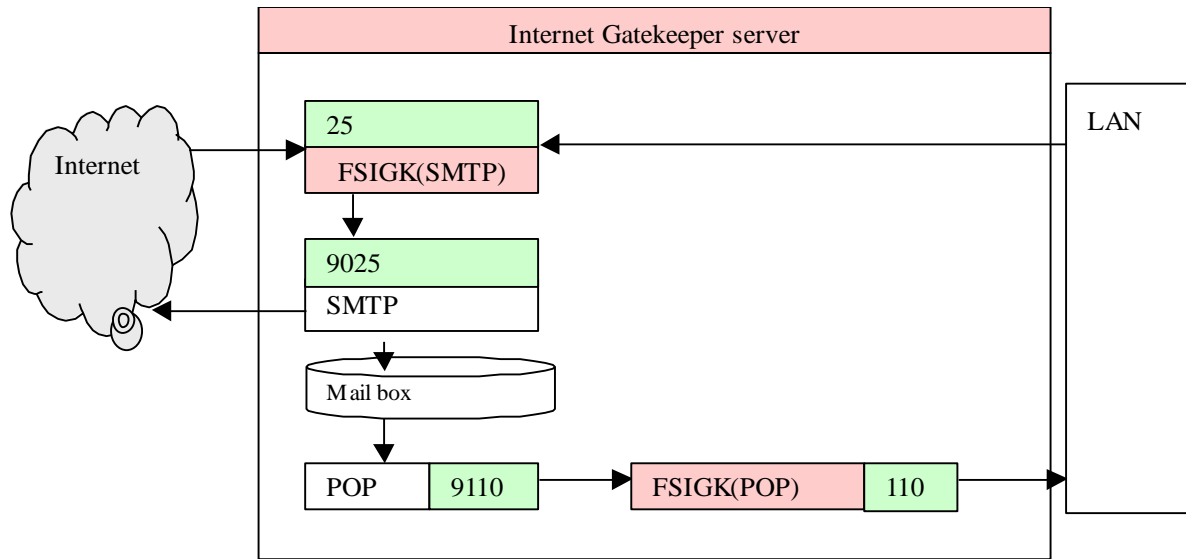 Internet Gatekeeper server
25
LAN
Internet
FSIGK(SMTP)
9025
SMTP
Mail box
POP 9110 FSIGK(POP) 110